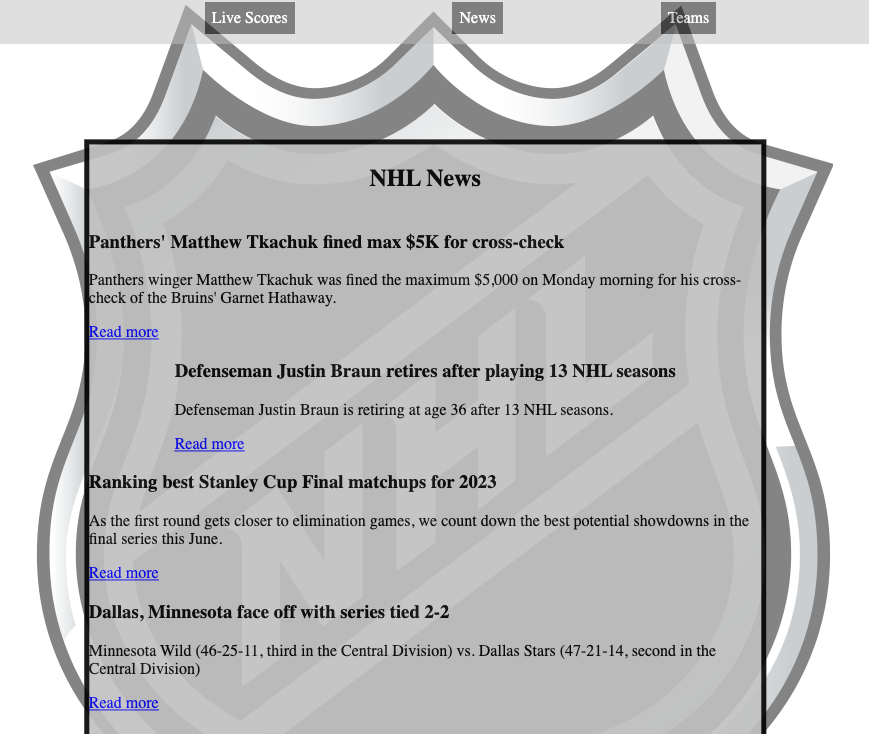 Live Scores News Teams
NHL News
Panthers' Matthew Tkachuk fined max $5K for cross-check
Panthers winger Matthew Tkachuk was fined the maximum $5,000 on Monday morning for his cross-
check of the Bruins' Garnet Hathaway.
Read more
Defenseman Justin Braun retires after playing 13 NHL seasons
Defenseman Justin Braun is retiring at age 36 after 13 NHL seasons.
Read more
Ranking best Stanley Cup Final matchups for 2023
As the first round gets closer to elimination games, we count down the best potential showdowns in the
final series this June.
Read more
Dallas, Minnesota face off with series tied 2-2
Minnesota Wild (46-25-11, third in the Central Division) vs. Dallas Stars (47-21-14, second in the
Central Division)
Read more
NHL